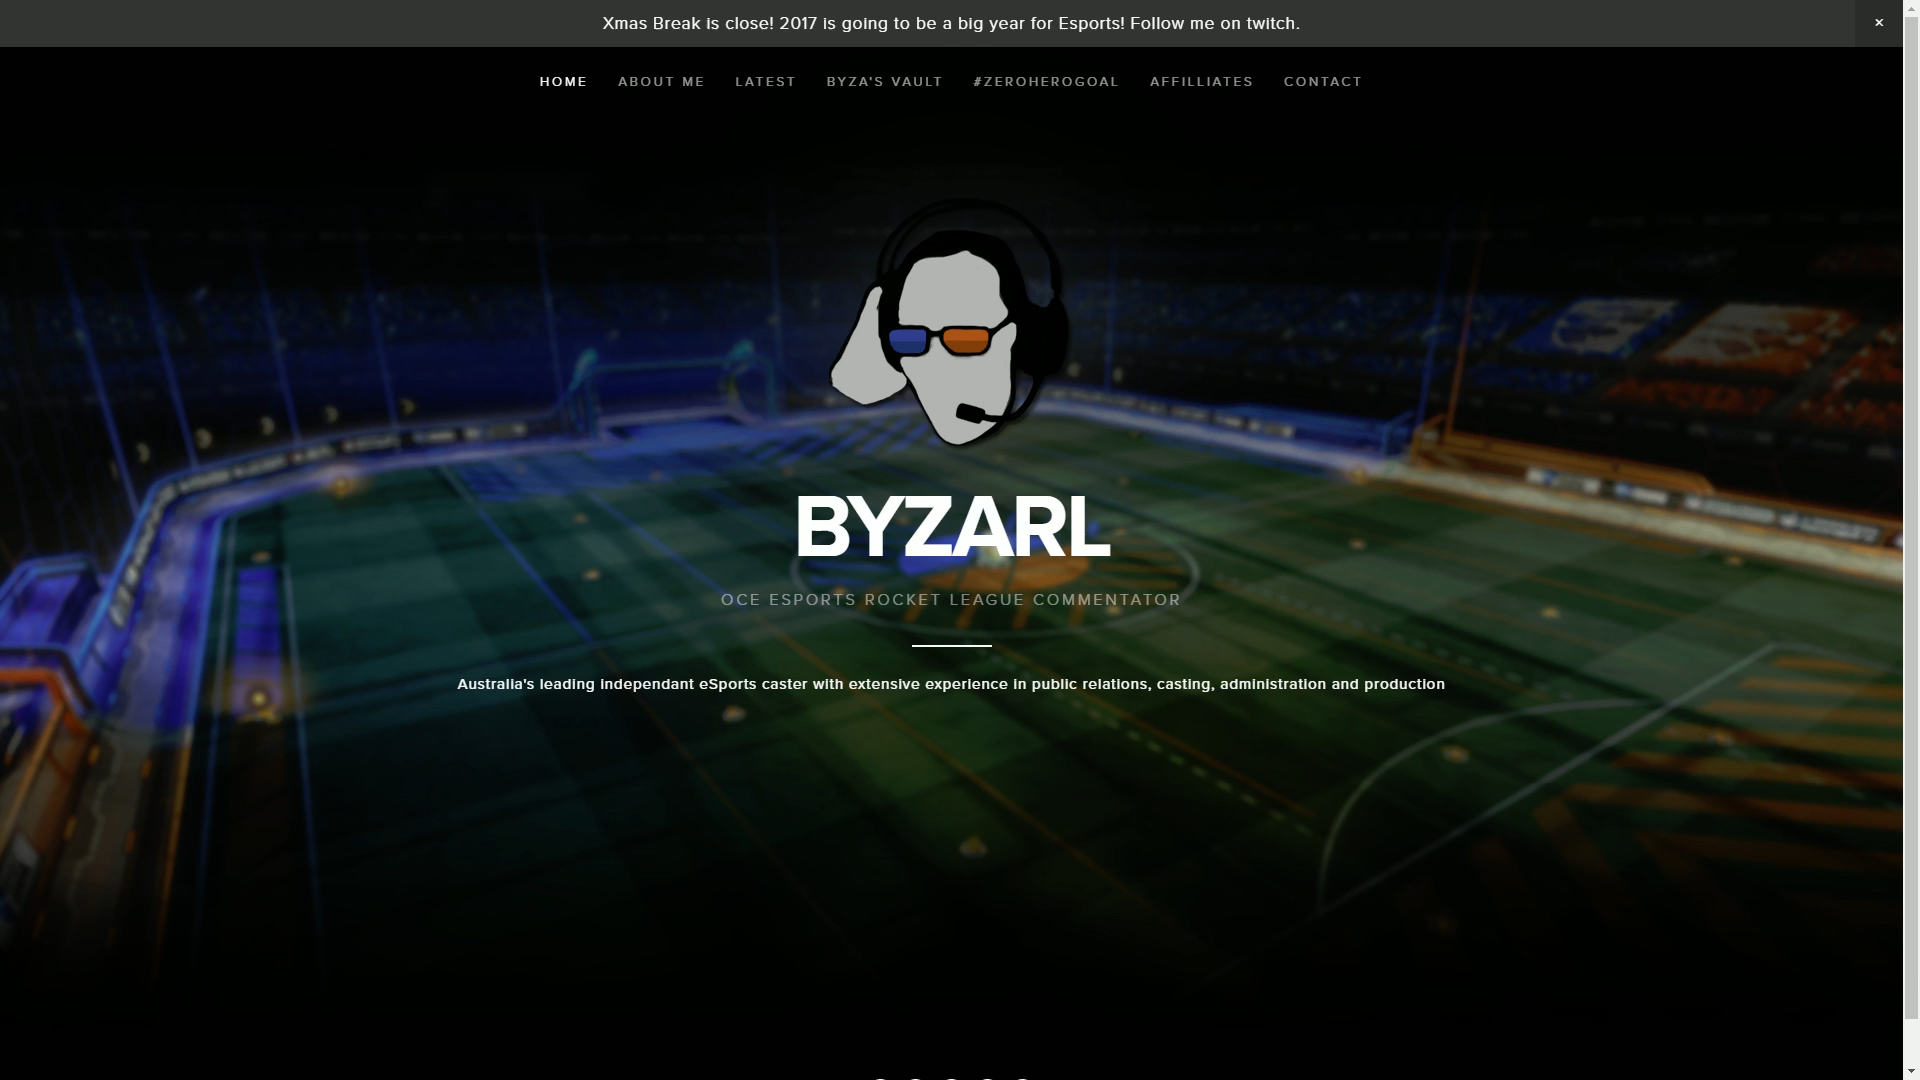 Xmas Break is close! 2017 is going to be a big year for Esports! Follow me on twitch.
×
HOME ABOUT ME LATEST BYZA'S VAULT #ZEROHEROGOAL AFFILLIATES CONTACT
BYZARL
OCE ESPORTS ROCKET LEAGUE COMMENTATOR
Australia's leading independant eSports caster with extensive experience in public relations, casting, administration and production